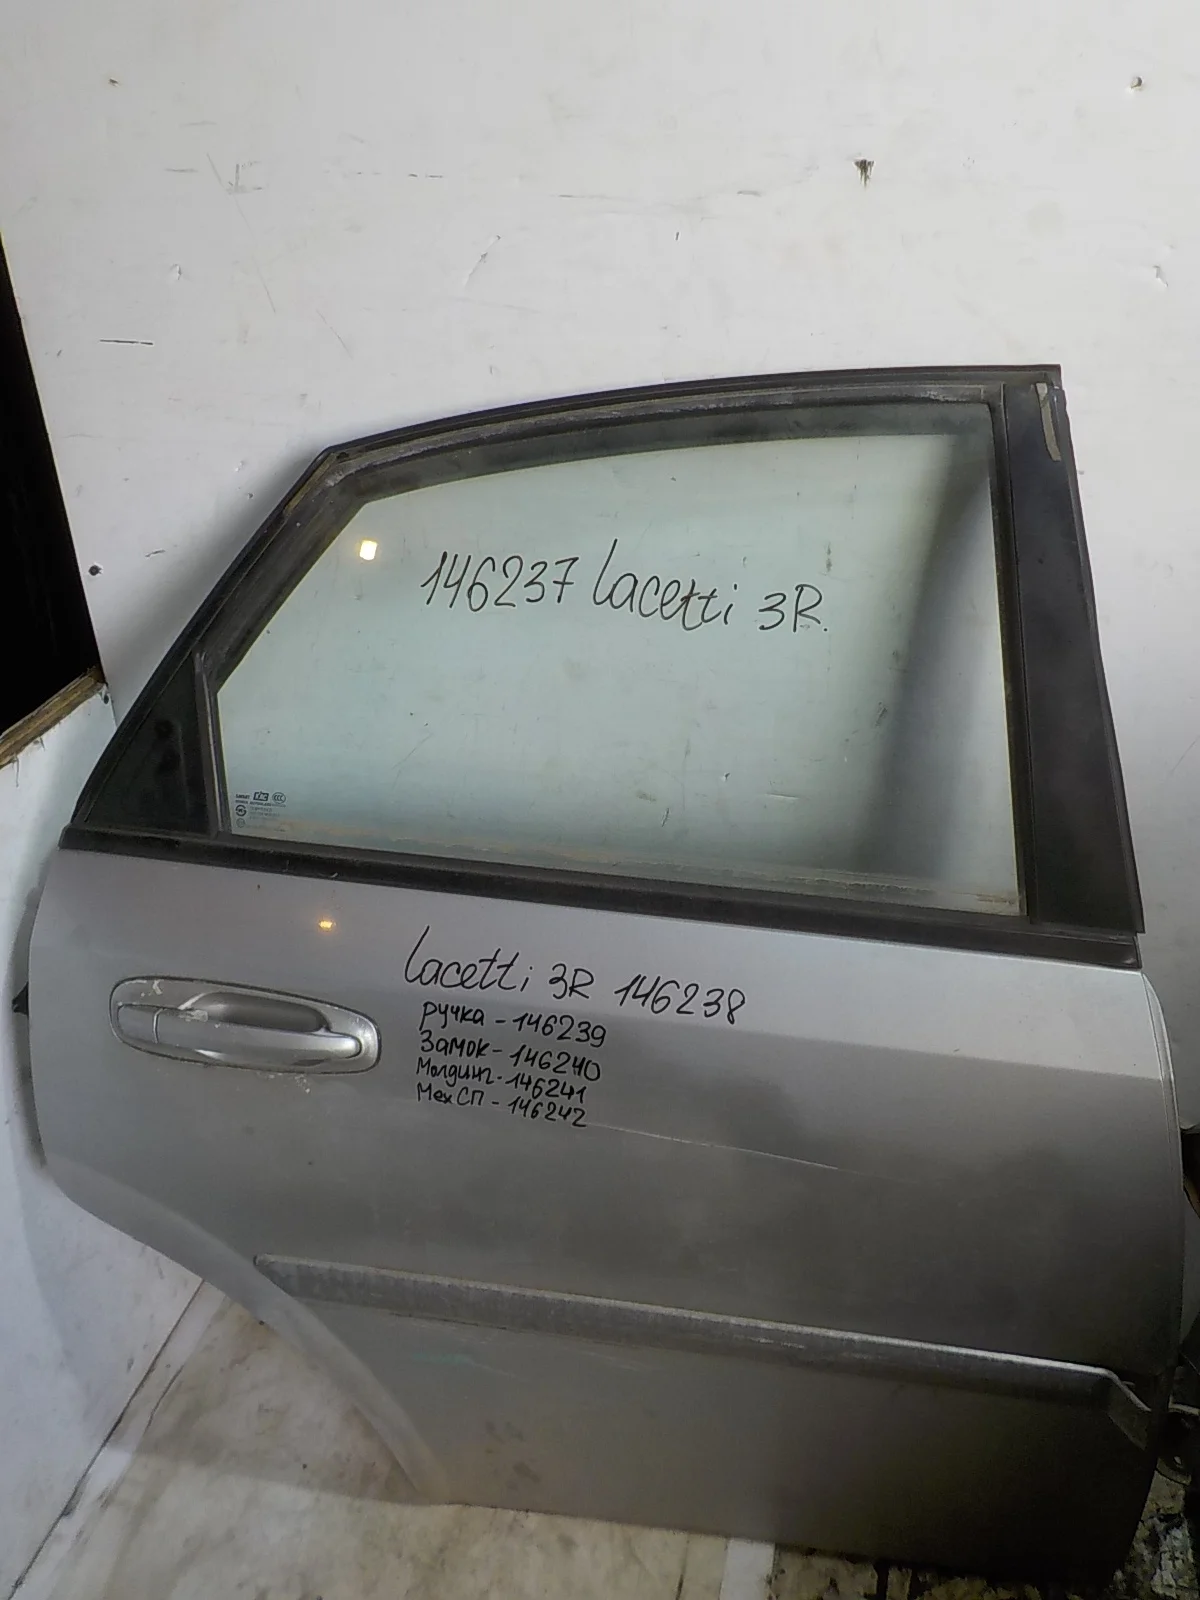 146237 Lacetti 3R.
Lacetti 3R 146238
ручка - 146239
Замок - 146240
Молдинг - 146241
Мех СП - 146242